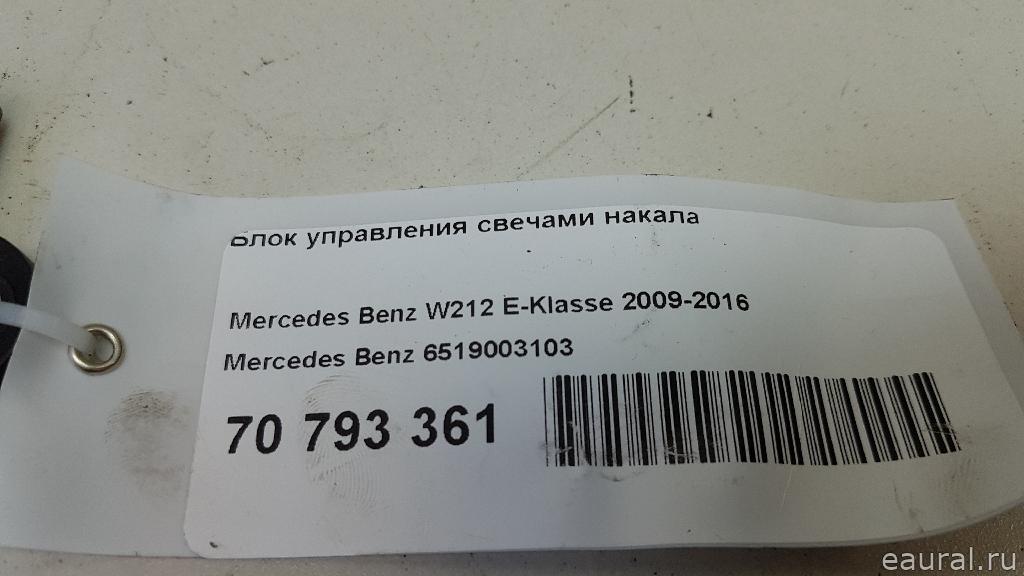 Блок управления свечами накала
Mercedes Benz W212 E-Klasse 2009-2016
Mercedes Benz 6519003103
70 793 361
eaural.ru